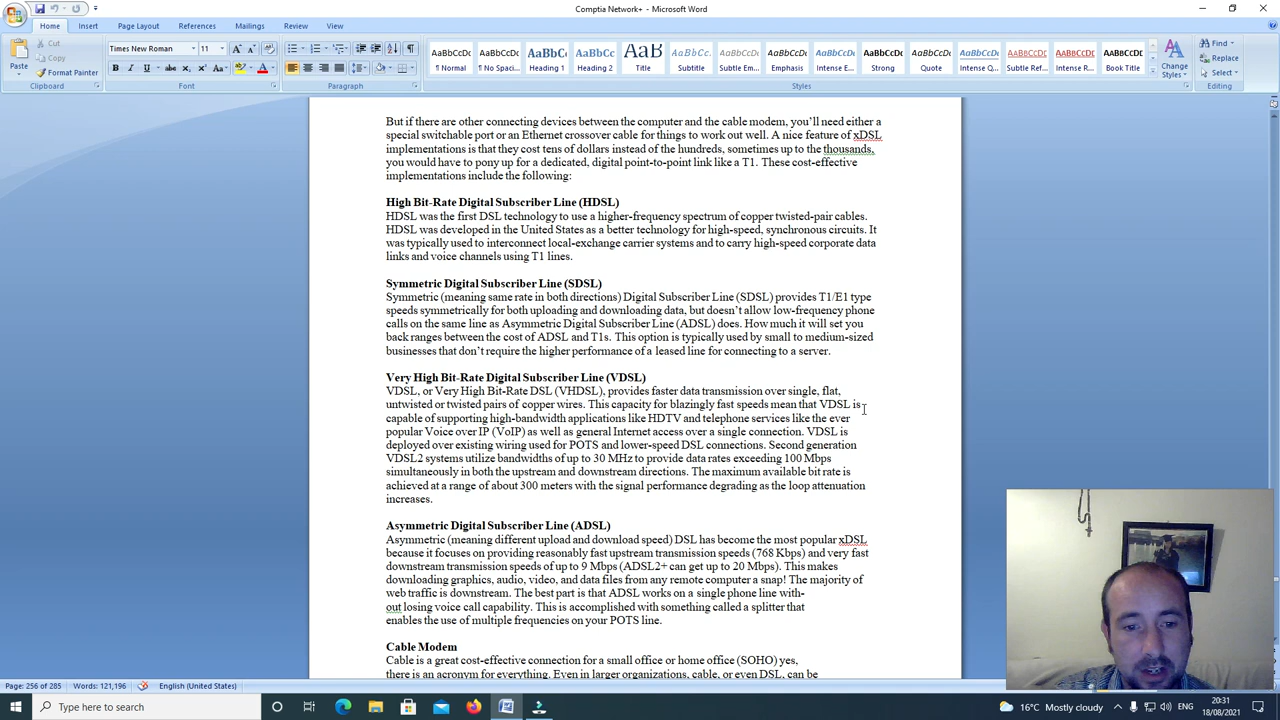 Comptia Network+ - Microsoft Word
Home
Insert
Page Layout
References
Mailings
Review
View
Paste
Cut
Copy
Format Painter
Clipboard
Times New Roman
11
Font
Paragraph
AaBbCcDc
¶ Normal
AaBbCcDc
¶ No Spaci...
AaBbC
Heading 1
AaBbCc
Heading 2
AaB
Title
AaBbCcI
Subtitle
AaBbCcD
Subtle Em...
AaBbCcD
Emphasis
AaBbCcD
Intense E...
AaBbCcD
Strong
AaBbCcD
Quote
AaBbCcD
Intense Q...
AaBbCcDl
Subtle Ref...
AaBbCcD
Intense R...
AaBbCcD
Book Title
Change
Styles
Styles
Find
Replace
Select
Editing
But if there are other connecting devices between the computer and the cable modem, you'll need either a
special switchable port or an Ethernet crossover cable for things to work out well. A nice feature of xDSL
implementations is that they cost tens of dollars instead of the hundreds, sometimes up to the thousands,
you would have to pony up for a dedicated, digital point-to-point link like a T1. These cost-effective
implementations include the following:
High Bit-Rate Digital Subscriber Line (HDSL)
HDSL was the first DSL technology to use a higher-frequency spectrum of copper twisted-pair cables.
HDSL was developed in the United States as a better technology for high-speed, synchronous circuits. It
was typically used to interconnect local-exchange carrier systems and to carry high-speed corporate data
links and voice channels using T1 lines.
Symmetric Digital Subscriber Line (SDSL)
Symmetric (meaning same rate in both directions) Digital Subscriber Line (SDSL) provides T1/E1 type
speeds symmetrically for both uploading and downloading data, but doesn't allow low-frequency phone
calls on the same line as Asymmetric Digital Subscriber Line (ADSL) does. How much it will set you
back ranges between the cost of ADSL and T1s. This option is typically used by small to medium-sized
businesses that don't require the higher performance of a leased line for connecting to a server.
Very High Bit-Rate Digital Subscriber Line (VDSL)
VDSL, or Very High Bit-Rate DSL (VHDSL), provides faster data transmission over single, flat,
untwisted or twisted pairs of copper wires. This capacity for blazingly fast speeds mean that VDSL is
capable of supporting high-bandwidth applications like HDTV and telephone services like the ever
popular Voice over IP (VoIP) as well as general Internet access over a single connection. VDSL is
deployed over existing wiring used for POTS and lower-speed DSL connections. Second generation
VDSL2 systems utilize bandwidths of up to 30 MHz to provide data rates exceeding 100 Mbps
simultaneously in both the upstream and downstream directions. The maximum available bit rate is
achieved at a range of about 300 meters with the signal performance degrading as the loop attenuation
increases.
Asymmetric Digital Subscriber Line (ADSL)
Asymmetric (meaning different upload and download speed) DSL has become the most popular xDSL
because it focuses on providing reasonably fast upstream transmission speeds (768 Kbps) and very fast
downstream transmission speeds of up to 9 Mbps (ADSL2+ can get up to 20 Mbps). This makes
downloading graphics, audio, video, and data files from any remote computer a snap! The majority of
web traffic is downstream. The best part is that ADSL works on a single phone line with-
out losing voice call capability. This is accomplished with something called a splitter that
enables the use of multiple frequencies on your POTS line.
Cable Modem
Cable is a great cost-effective connection for a small office or home office (SOHO) yes,
there is an acronym for everything. Even in larger organizations, cable, or even DSL, can be
Page: 256 of 285
Words: 121,196
English (United States)
Type here to search
16°C Mostly cloudy
20:31
18/08/2021